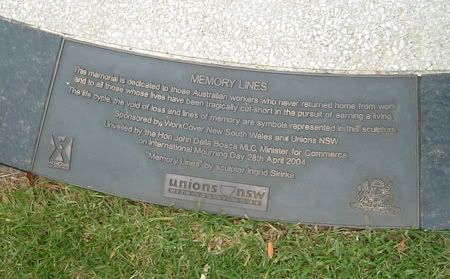 MEMORY LINES
This memorial is dedicated to those Australian workers who never returned home from work
and to all those whose lives have been tragically cut-short in the pursuit of earning a living.
The life cycle, the void of loss and lines of memory are symbols represented in this sculpture.
Sponsored by WorkCover New South Wales and Unions NSW
Unveiled by the Hon John Della Bosca MLC, Minister for Commerce
on International Mourning Day 28th April 2004
"Memory Lines" by sculptor Ingrid Skirka
unions nsw